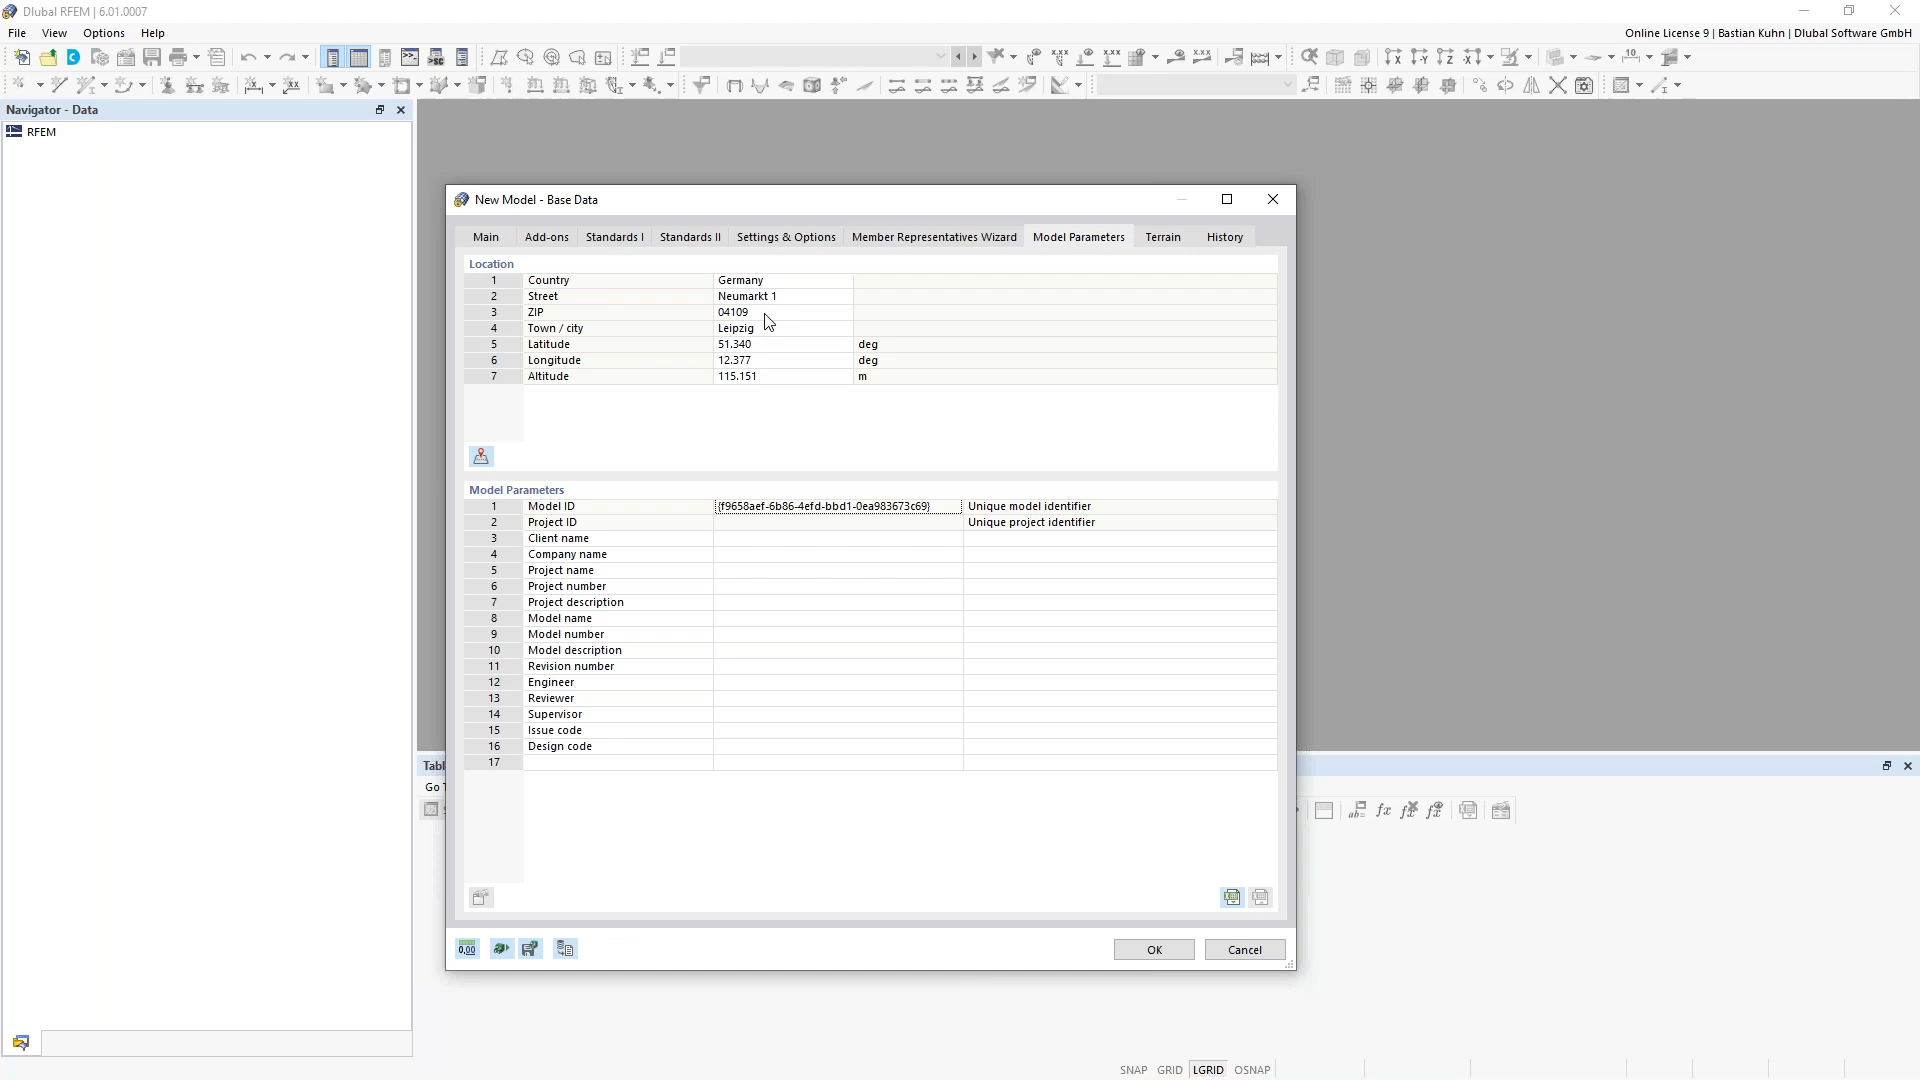 Dlubal RFEM | 6.01.0007
File View Options Help
Online License 9 | Bastian Kuhn | Dlubal Software GmbH
Navigator - Data
RFEM
New Model - Base Data
Main Add-ons Standards I Standards II Settings & Options Member Representatives Wizard Model Parameters Terrain History
Location
1 Country Germany
2 Street Neumarkt 1
3 ZIP 04109
4 Town / city Leipzig
5 Latitude 51.340 deg
6 Longitude 12.377 deg
7 Altitude 115.151 m
Model Parameters
1 Model ID {f9658aef-6b86-4efd-bbd1-0ea983673c69} Unique model identifier
2 Project ID Unique project identifier
3 Client name
4 Company name
5 Project name
6 Project number
7 Project description
8 Model name
9 Model number
10 Model description
11 Revision number
12 Engineer
13 Reviewer
14 Supervisor
15 Issue code
16 Design code
17
OK Cancel
SNAP GRID LGRID OSNAP